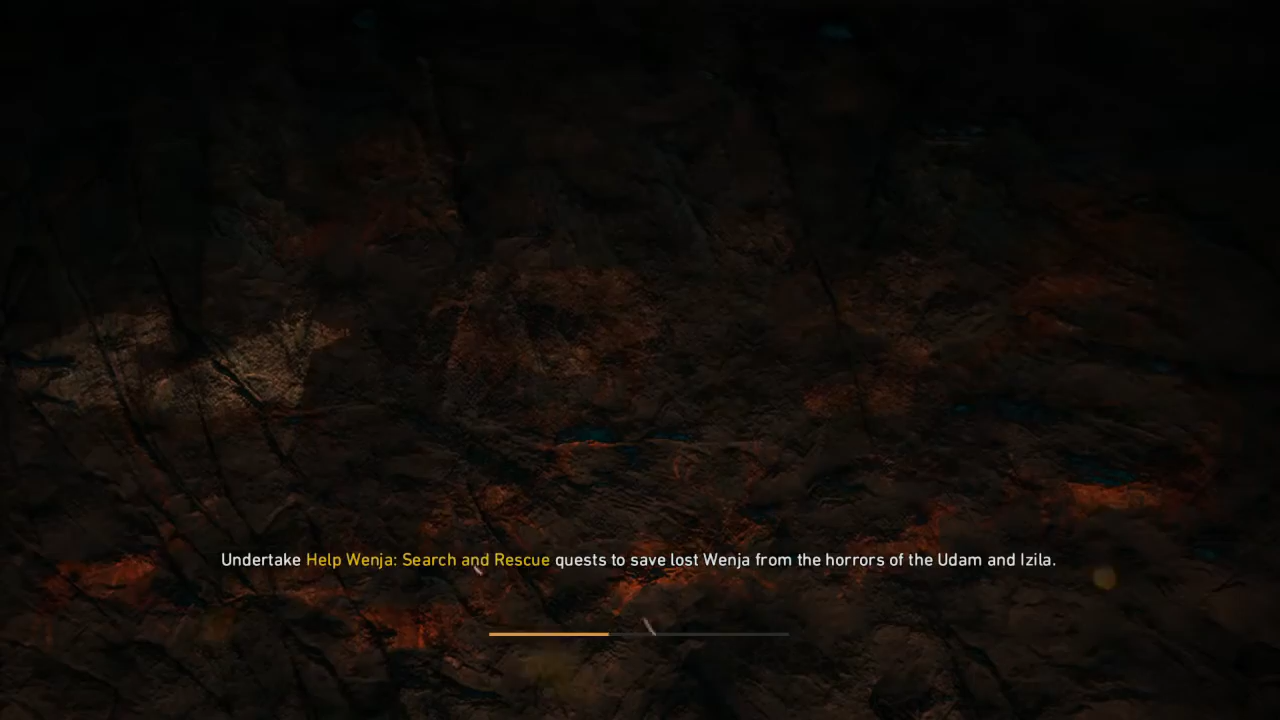 Undertake Help Wenja: Search and Rescue quests to save lost Wenja from the horrors of the Udam and Izila.